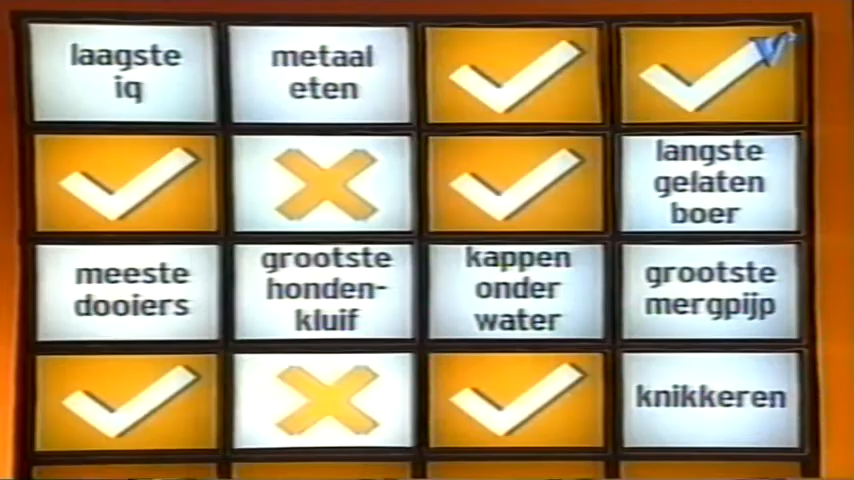 laagste
iq
metaal
eten
langste
gelaten
boer
meeste
dooiers
grootste
honden-
kluif
kappen
onder
water
grootste
mergpijp
knikkeren
V